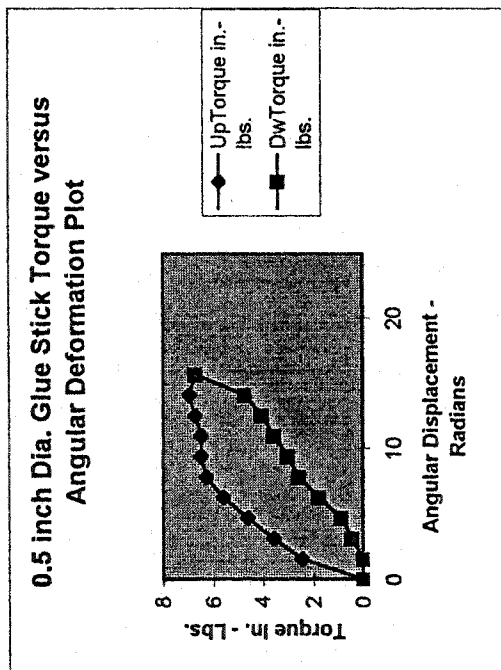 0.5 inch Dia. Glue Stick Torque versus
Angular Deformation Plot
Torque In. - Lbs.
8
6
4
2
0
0
10
20
Angular Displacement -
Radians
UpTorque in.-
lbs.
DwTorque in.-
lbs.